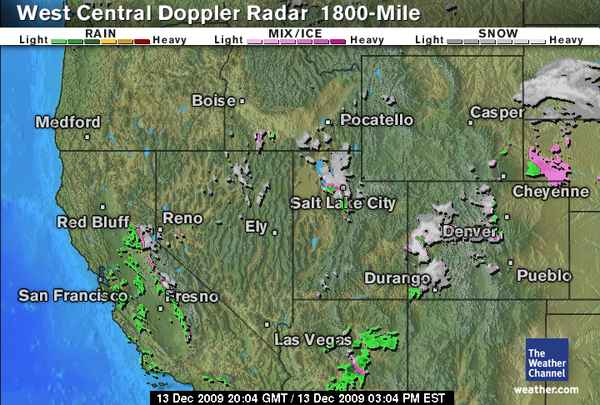 West Central Doppler Radar 1800-Mile
RAIN MIX/ICE SNOW
Light Heavy Light Heavy Light Heavy
Boise
Casper
Medford
Pocatello
Cheyenne
Salt Lake City
Red Bluff
Reno
Ely
Denver
Durango
Pueblo
San Francisco
Fresno
Las Vegas
The
Weather
Channel
weather.com
13 Dec 2009 20:04 GMT / 13 Dec 2009 03:04 PM EST